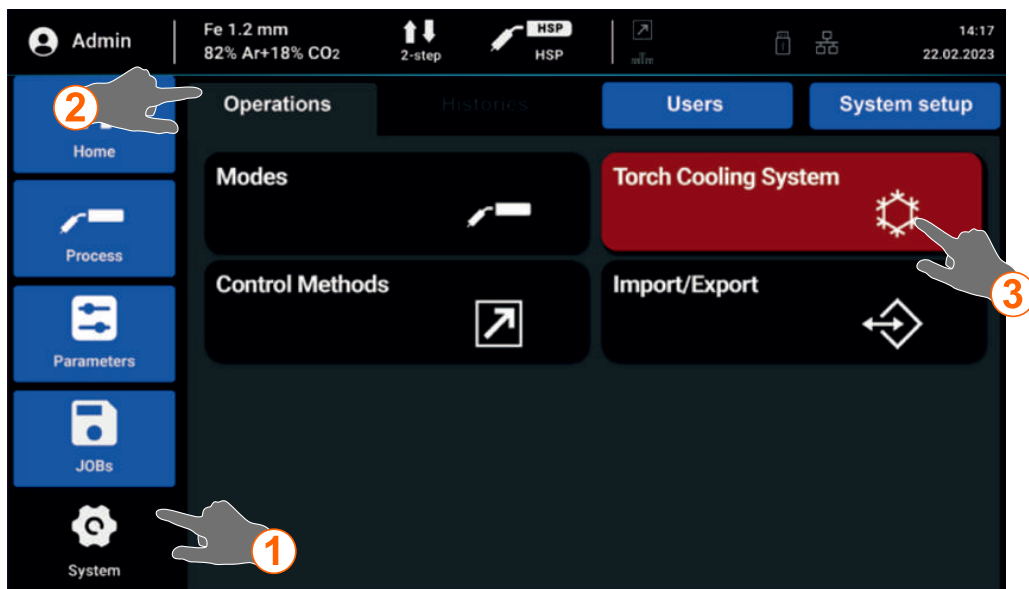 Admin
Fe 1.2 mm
82% Ar+18% CO2
2-step
HSP
HSP
14:17
22.02.2023
2
Operations
Histories
Users
System setup
Home
Modes
Torch Cooling System
Process
3
Control Methods
Import/Export
Parameters
JOBs
1
System